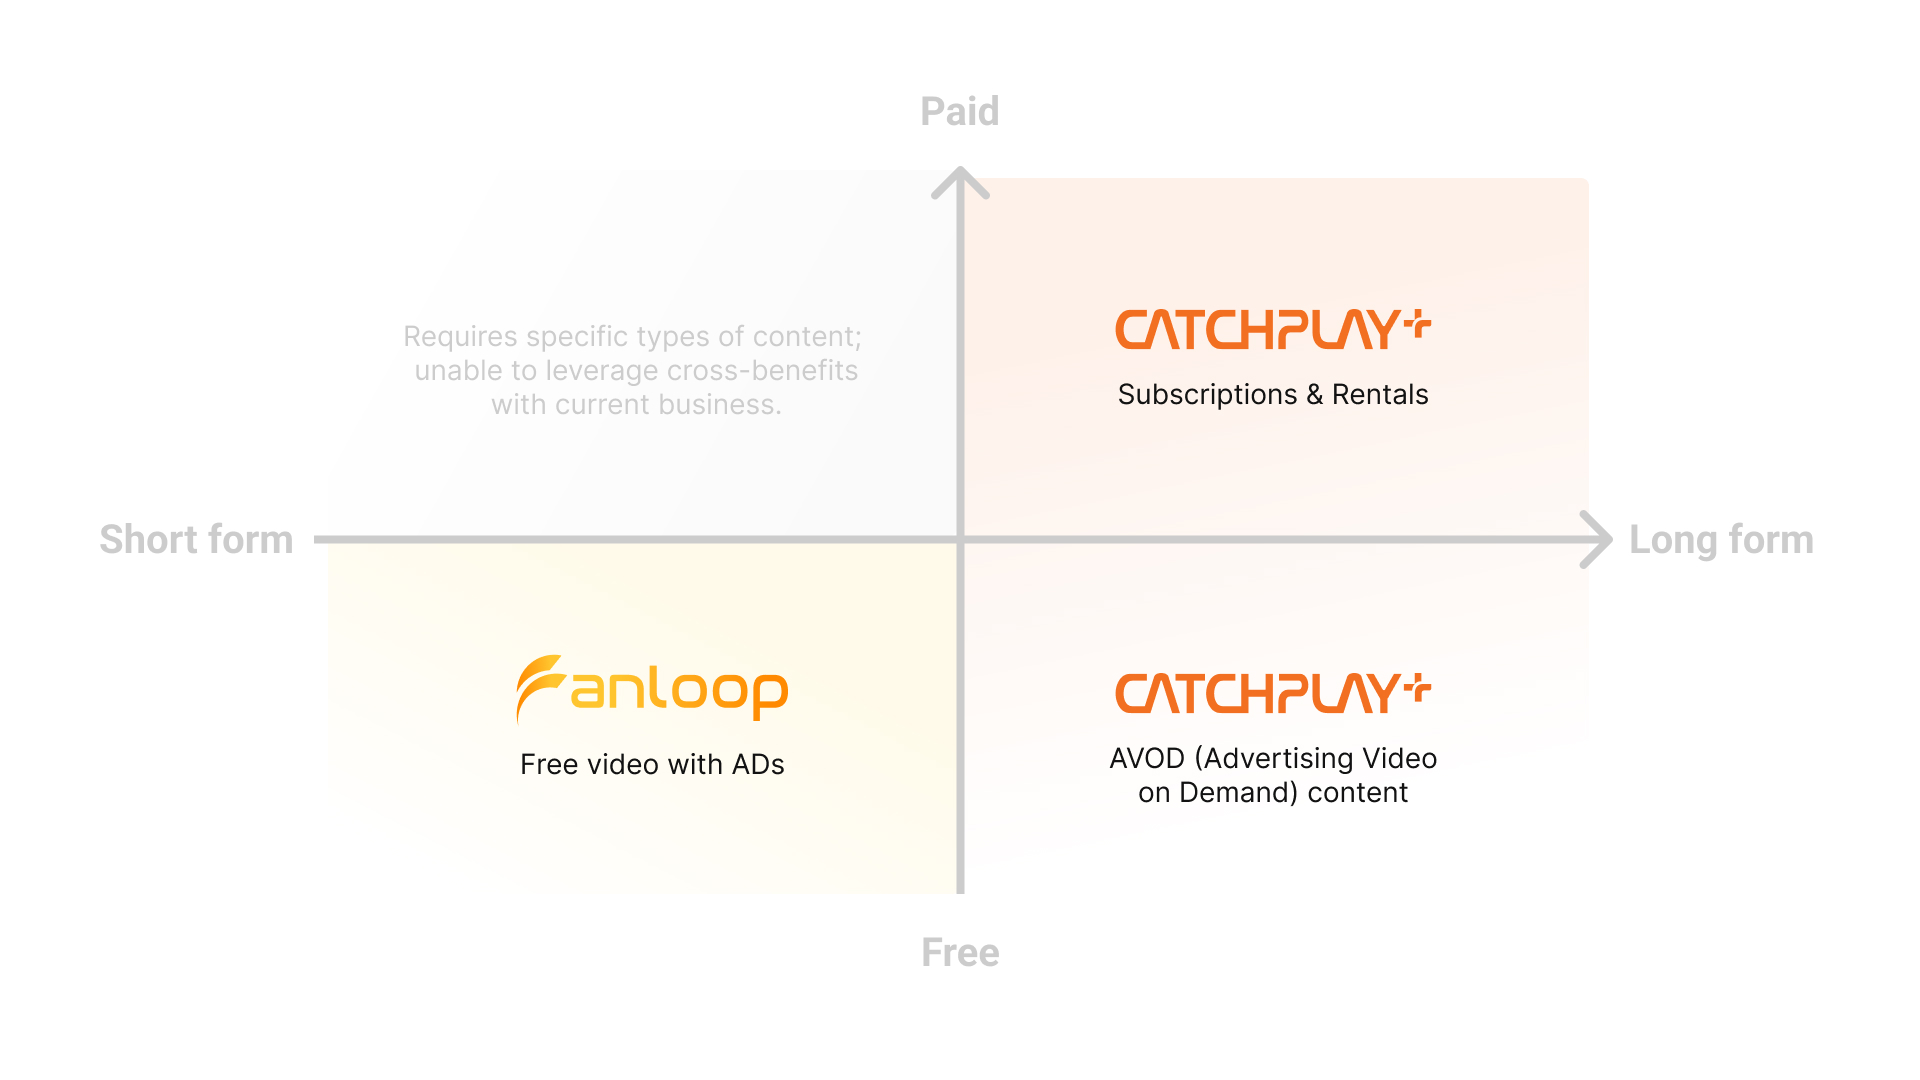 Paid
Requires specific types of content;
unable to leverage cross-benefits
with current business.
CATCHPLAY+
Subscriptions & Rentals
Short form
Long form
Fanloop
Free video with ADs
CATCHPLAY+
AVOD (Advertising Video
on Demand) content
Free